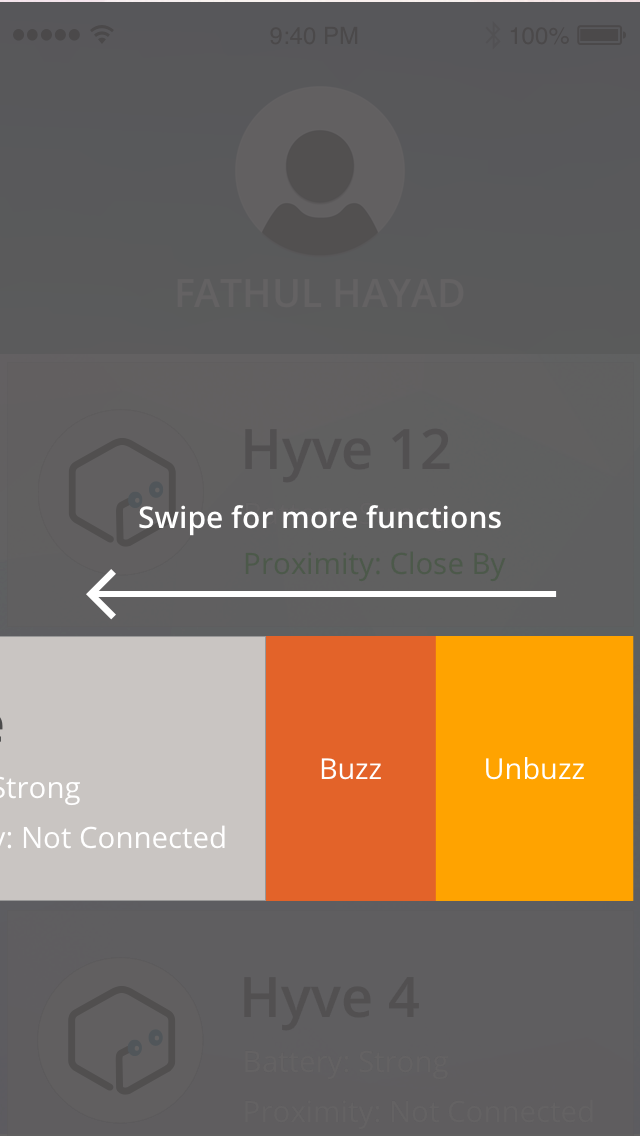 9:40 PM 100%
FATHUL HAYAD
Hyve 12
Swipe for more functions
Proximity: Close By
e
Strong
y: Not Connected
Buzz
Unbuzz
Hyve 4
Battery: Strong
Proximity: Not Connected